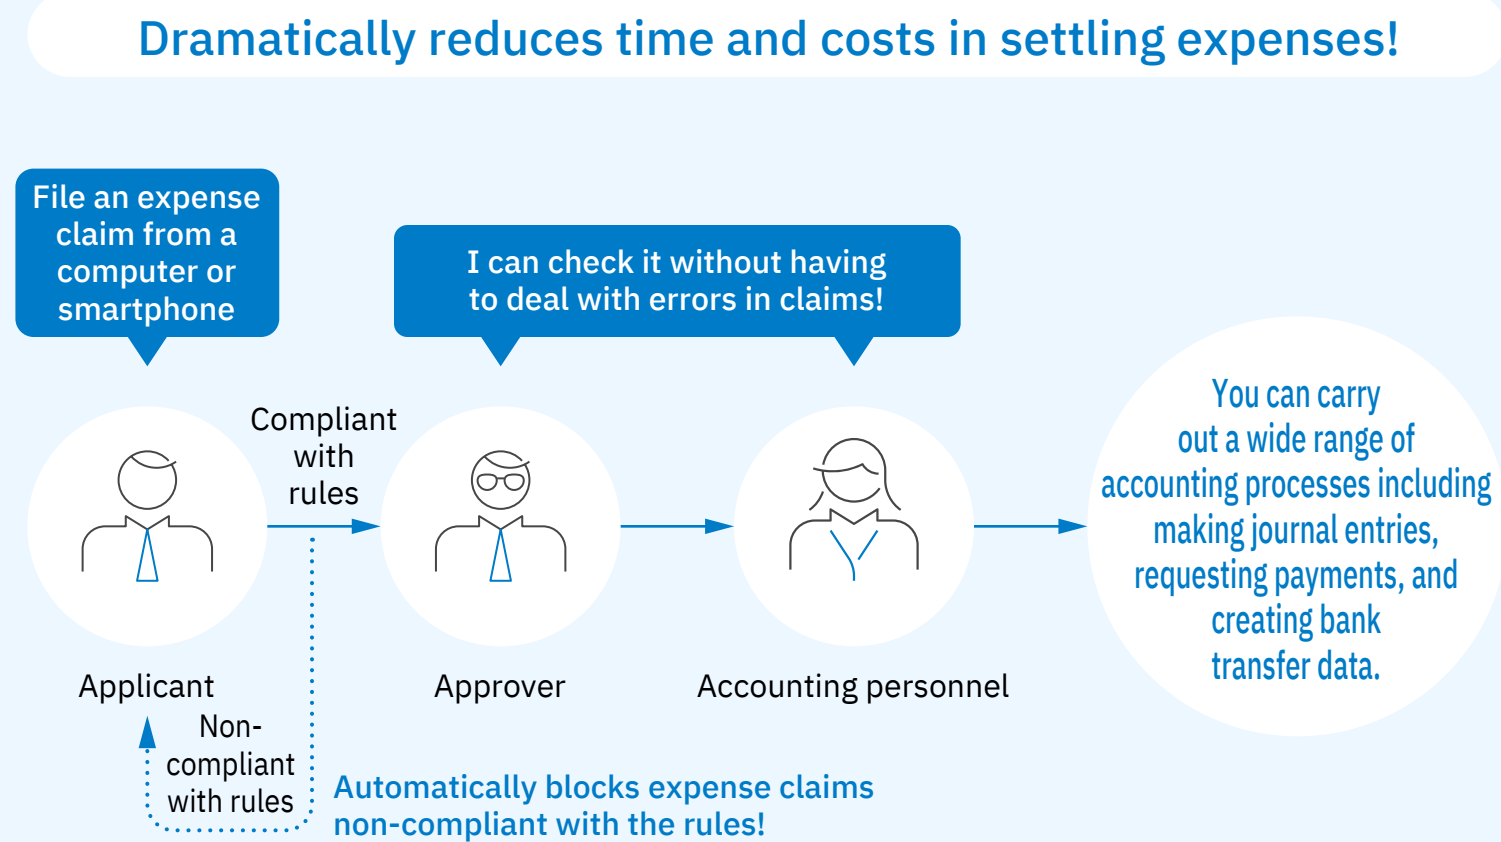 Dramatically reduces time and costs in settling expenses!
File an expense
claim from a
computer or
smartphone
I can check it without having
to deal with errors in claims!
Compliant
with
rules
You can carry
out a wide range of
accounting processes including
making journal entries,
requesting payments, and
creating bank
transfer data.
Applicant
Approver
Accounting personnel
Non-
compliant
with rules
Automatically blocks expense claims
non-compliant with the rules!